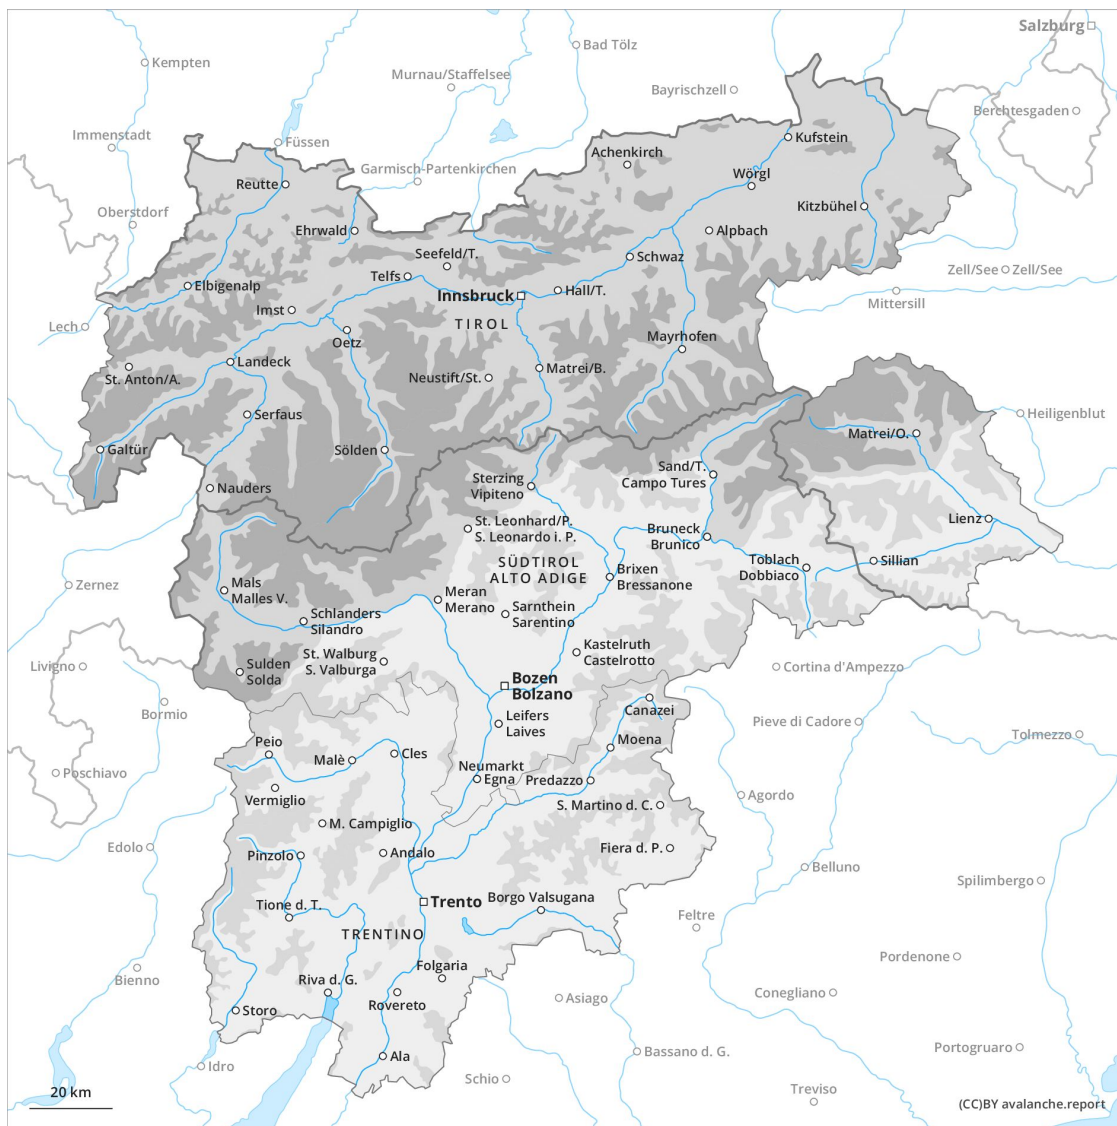 Salzburg
Bad Tölz
Kempten
Murnau/Staffelsee
Bayrischzell
Berchtesgaden
Immenstadt
Füssen
Kufstein
Achenkirch
Garmisch-Partenkirchen
Wörgl
Reutte
Oberstdorf
Kitzbühel
Ehrwald
Alpbach
Seefeld/T.
Schwaz
Telfs
Zell/See
Zell/See
Elbigenalp
Hall/T.
Innsbruck
Mittersill
Imst
TIROL
Lech
Oetz
Mayrhofen
Landeck
Matrei/B.
St. Anton/A.
Neustift/St.
Serfaus
Heiligenblut
Matrei/O.
Galtür
Sölden
Sand/T.
Campo Tures
Sterzing
Vipiteno
Nauders
Lienz
St. Leonhard/P.
S. Leonardo i. P.
Bruneck
Brunico
SÜDTIROL
ALTO ADIGE
Toblach
Dobbiaco
Sillian
Brixen
Bressanone
Zernez
Mals
Malles V.
Meran
Merano
Schlanders
Silandro
Sarnthein
Sarentino
Kastelruth
Castelrotto
St. Walburg
S. Valburga
Livigno
Sulden
Solda
Cortina d'Ampezzo
Bozen
Bolzano
Bormio
Canazei
Leifers
Laives
Pieve di Cadore
Tolmezzo
Peio
Moena
Malè
Cles
Poschiavo
Neumarkt
Egna
Predazzo
Vermiglio
Agordo
S. Martino d. C.
M. Campiglio
Edolo
Pinzolo
Andalo
Fiera d. P.
Belluno
Spilimbergo
Tione d. T.
Trento
Borgo Valsugana
Feltre
TRENTINO
Pordenone
Bienno
Folgaria
Riva d. G.
Rovereto
Asiago
Conegliano
Storo
Portogruaro
Bassano d. G.
Ala
Idro
Schio
Treviso
20 km
(CC)BY avalanche.report